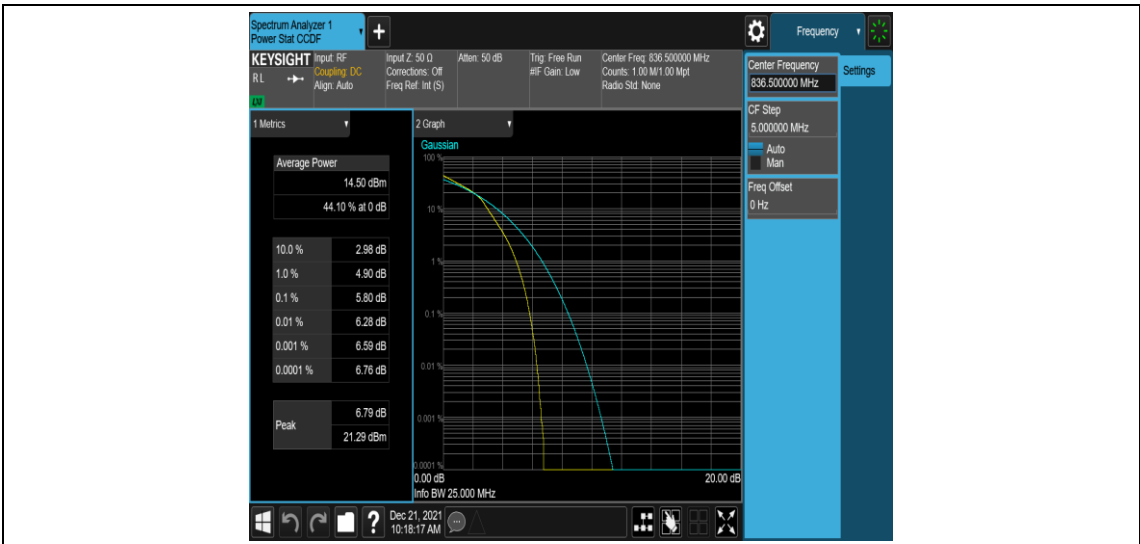 Spectrum Analyzer 1
Power Stat CCDF
+
Frequency
KEYSIGHT
Input: RF
Coupling: DC
Align: Auto
RL
LXI
Input Z: 50 Ω
Corrections: Off
Freq Ref: Int (S)
Atten: 50 dB
Trig: Free Run
#IF Gain: Low
Center Freq: 836.500000 MHz
Counts: 1.00 M/1.00 Mpt
Radio Std: None
Center Frequency
836.500000 MHz
Settings
CF Step
5.000000 MHz
Auto
Man
Freq Offset
0 Hz
1 Metrics
Average Power
14.50 dBm
44.10 % at 0 dB
10.0 % 2.98 dB
1.0 % 4.90 dB
0.1 % 5.80 dB
0.01 % 6.28 dB
0.001 % 6.59 dB
0.0001 % 6.76 dB
Peak
6.79 dB
21.29 dBm
2 Graph
Gaussian
100 %
10 %
1 %
0.1 %
0.01 %
0.001 %
0.0001 %
0.00 dB 20.00 dB
Info BW 25.000 MHz
?
Dec 21, 2021
10:18:17 AM